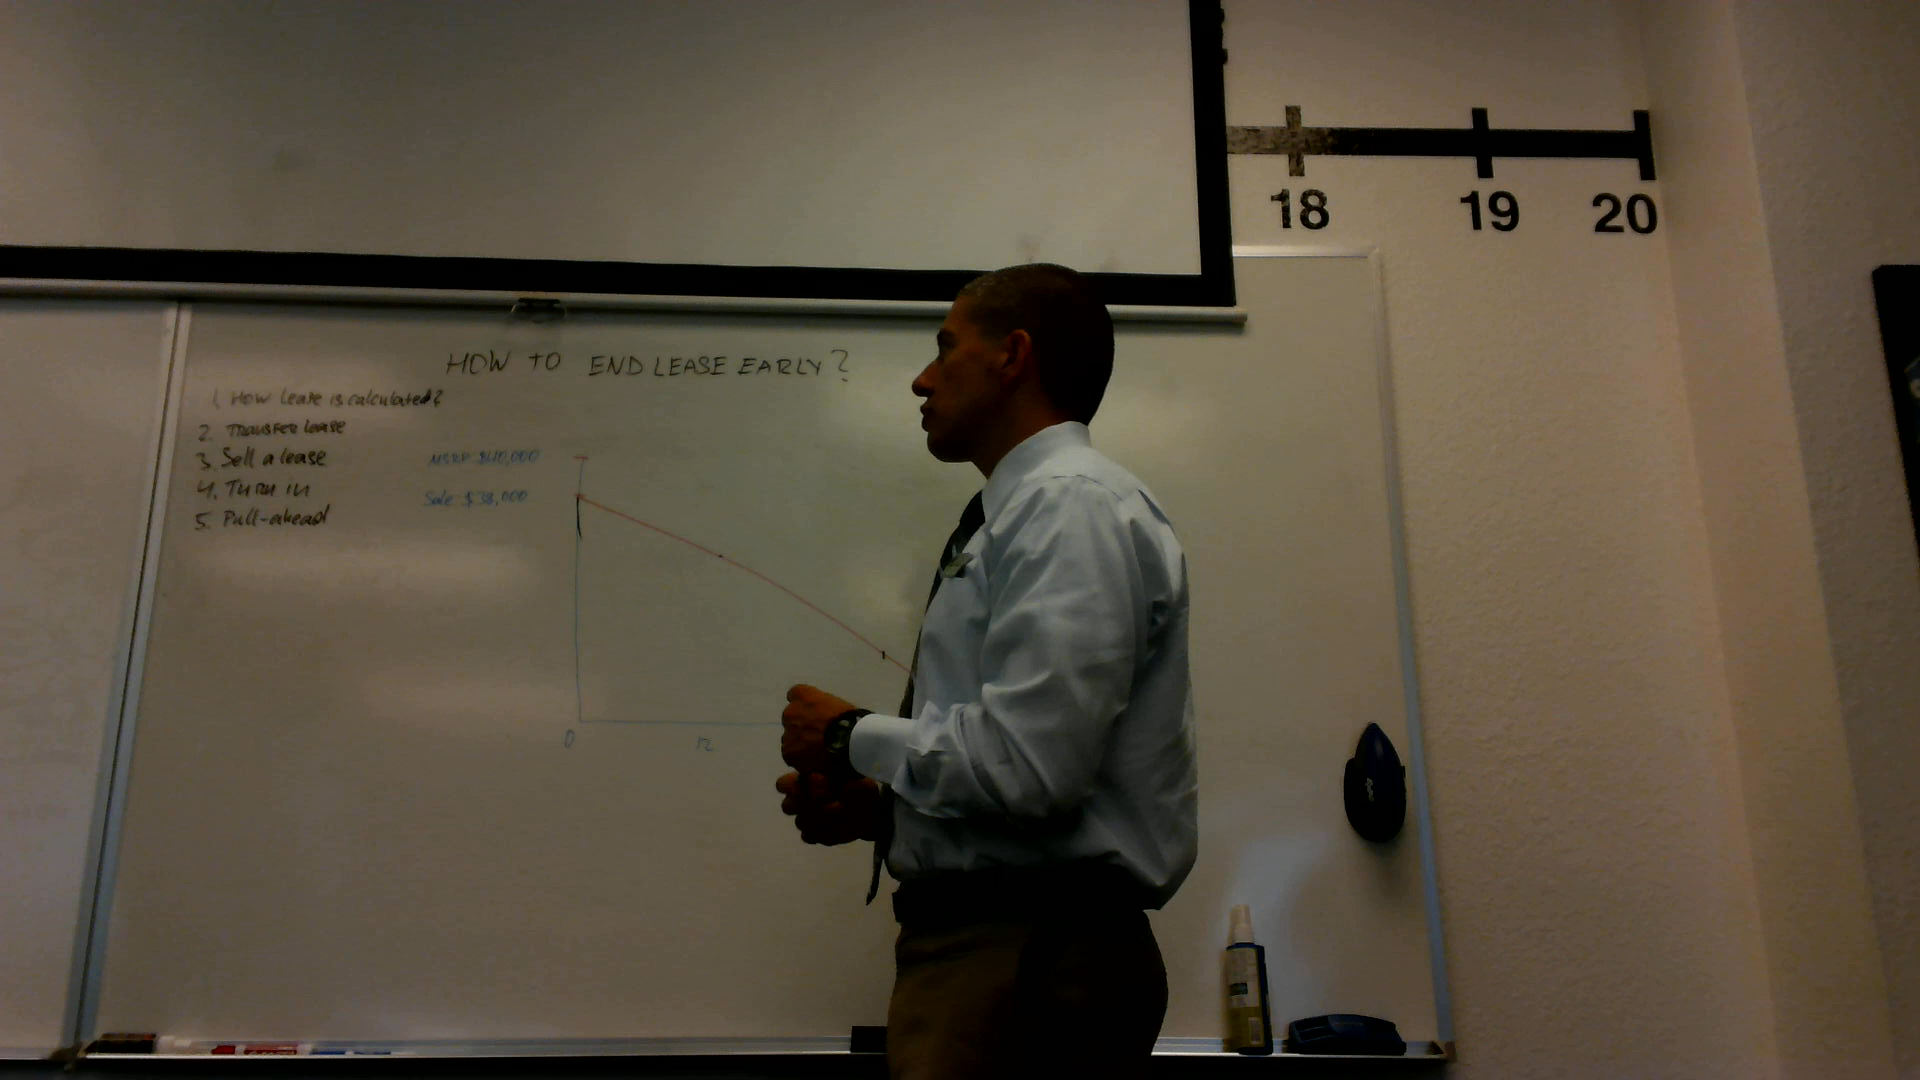 18 19 20
HOW TO END LEASE EARLY?
1. How lease is calculated?
2. Transfer lease
3. Sell a lease
4. Turn in
5. Pull-ahead
MSRP $40,000
Sale $38,000
0 12